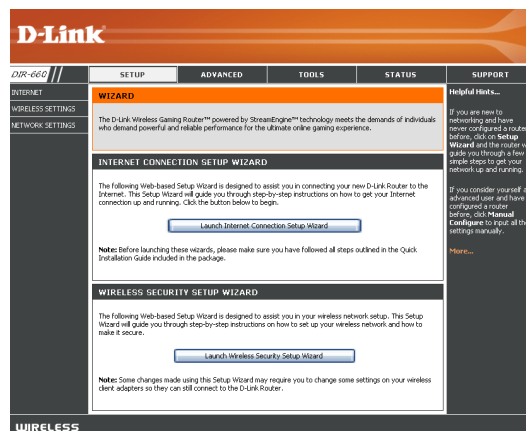 D-Link
DIR-660
SETUP
ADVANCED
TOOLS
STATUS
SUPPORT
INTERNET
WIRELESS SETTINGS
NETWORK SETTINGS
WIZARD
The D-Link Wireless Gaming Router™ powered by StreamEngine™ technology meets the demands of individuals
who demand powerful and reliable performance for the ultimate online gaming experience.
INTERNET CONNECTION SETUP WIZARD
The following Web-based Setup Wizard is designed to assist you in connecting your new D-Link Router to the
Internet. This Setup Wizard will guide you through step-by-step instructions on how to get your Internet
connection up and running. Click the button below to begin.
Launch Internet Connection Setup Wizard
Note: Before launching these wizards, please make sure you have followed all steps outlined in the Quick
Installation Guide included in the package.
WIRELESS SECURITY SETUP WIZARD
The following Web-based Setup Wizard is designed to assist you in your wireless network setup. This Setup
Wizard will guide you through step-by-step instructions on how to set up your wireless network and how to
make it secure.
Launch Wireless Security Setup Wizard
Note: Some changes made using this Setup Wizard may require you to change some settings on your wireless
client adapters so they can still connect to the D-Link Router.
Helpful Hints...
If you are new to
networking and have
never configured a router
before, click on Setup
Wizard and the router w
guide you through a few
simple steps to get your
network up and running.
If you consider yourself a
advanced user and have
configured a router
before, click Manual
Configure to input all the
settings manually.
More...
WIRELESS